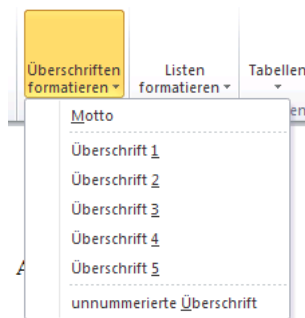 Überschriften Listen Tabellen
formatieren formatieren
Motto
Überschrift 1
Überschrift 2
Überschrift 3
Überschrift 4
Überschrift 5
unnummerierte Überschrift